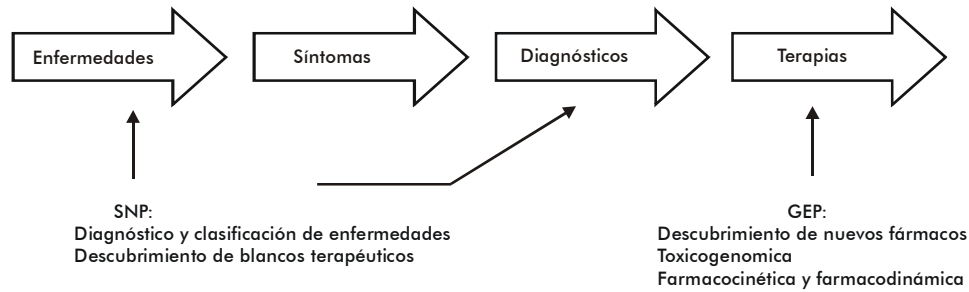 Enfermedades
Síntomas
Diagnósticos
Terapias
SNP:
Diagnóstico y clasificación de enfermedades
Descubrimiento de blancos terapéuticos
GEP:
Descubrimiento de nuevos fármacos
Toxicogenomica
Farmacocinética y farmacodinámica